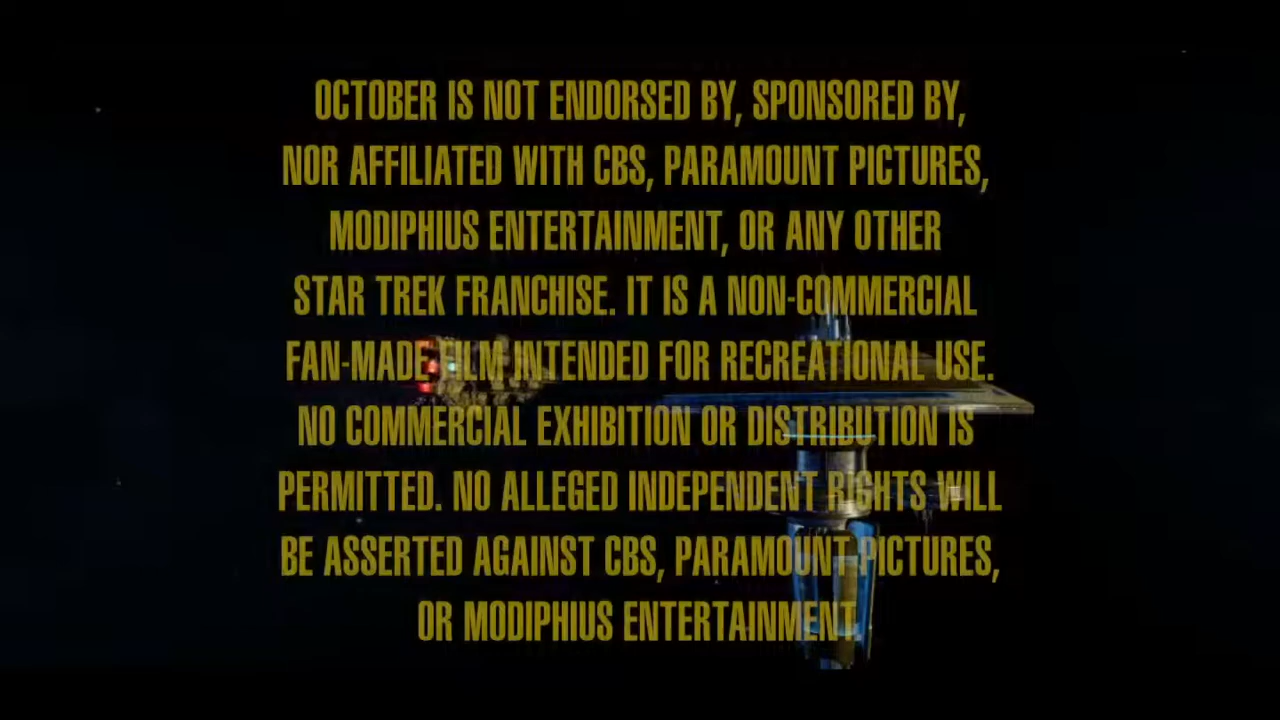 OCTOBER IS NOT ENDORSED BY, SPONSORED BY,
NOR AFFILIATED WITH CBS, PARAMOUNT PICTURES,
MODIPHIUS ENTERTAINMENT, OR ANY OTHER
STAR TREK FRANCHISE. IT IS A NON-COMMERCIAL
FAN-MADE FILM INTENDED FOR RECREATIONAL USE.
NO COMMERCIAL EXHIBITION OR DISTRIBUTION IS
PERMITTED. NO ALLEGED INDEPENDENT RIGHTS WILL
BE ASSERTED AGAINST CBS, PARAMOUNT PICTURES,
OR MODIPHIUS ENTERTAINMENT.